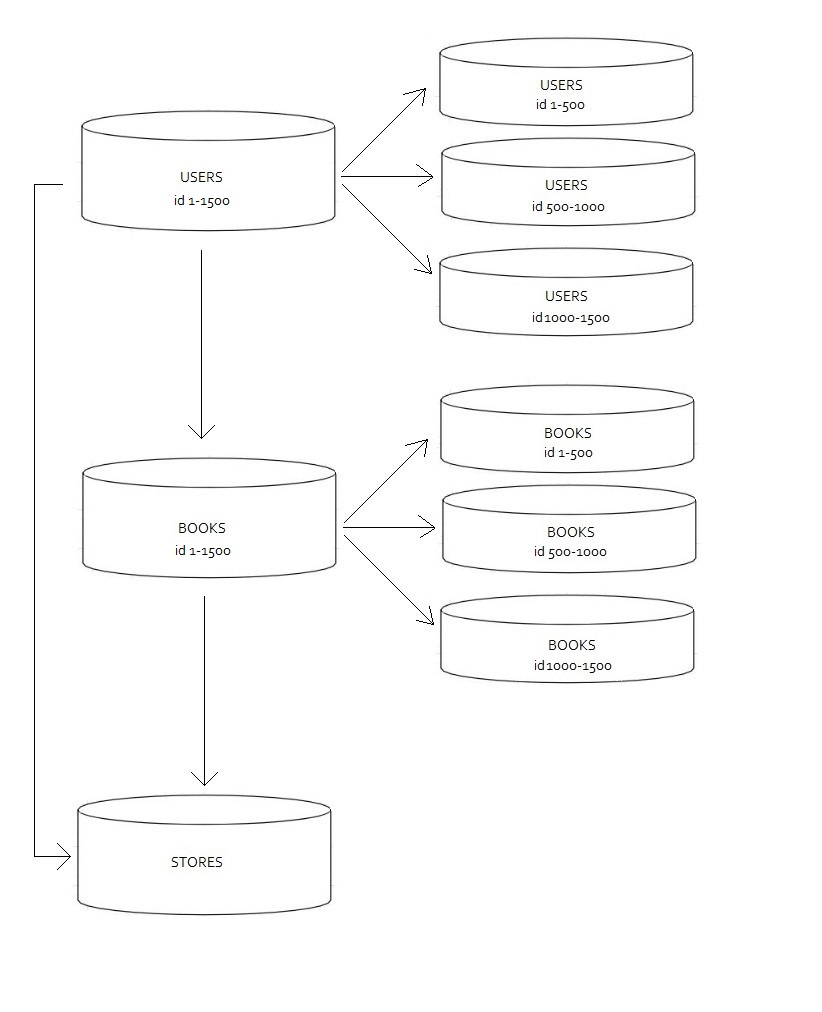 USERS
id 1-500
USERS
id 1-1500
USERS
id 500-1000
USERS
id1000-1500
BOOKS
id 1-500
BOOKS
id 1-1500
BOOKS
id 500-1000
BOOKS
id1000-1500
STORES